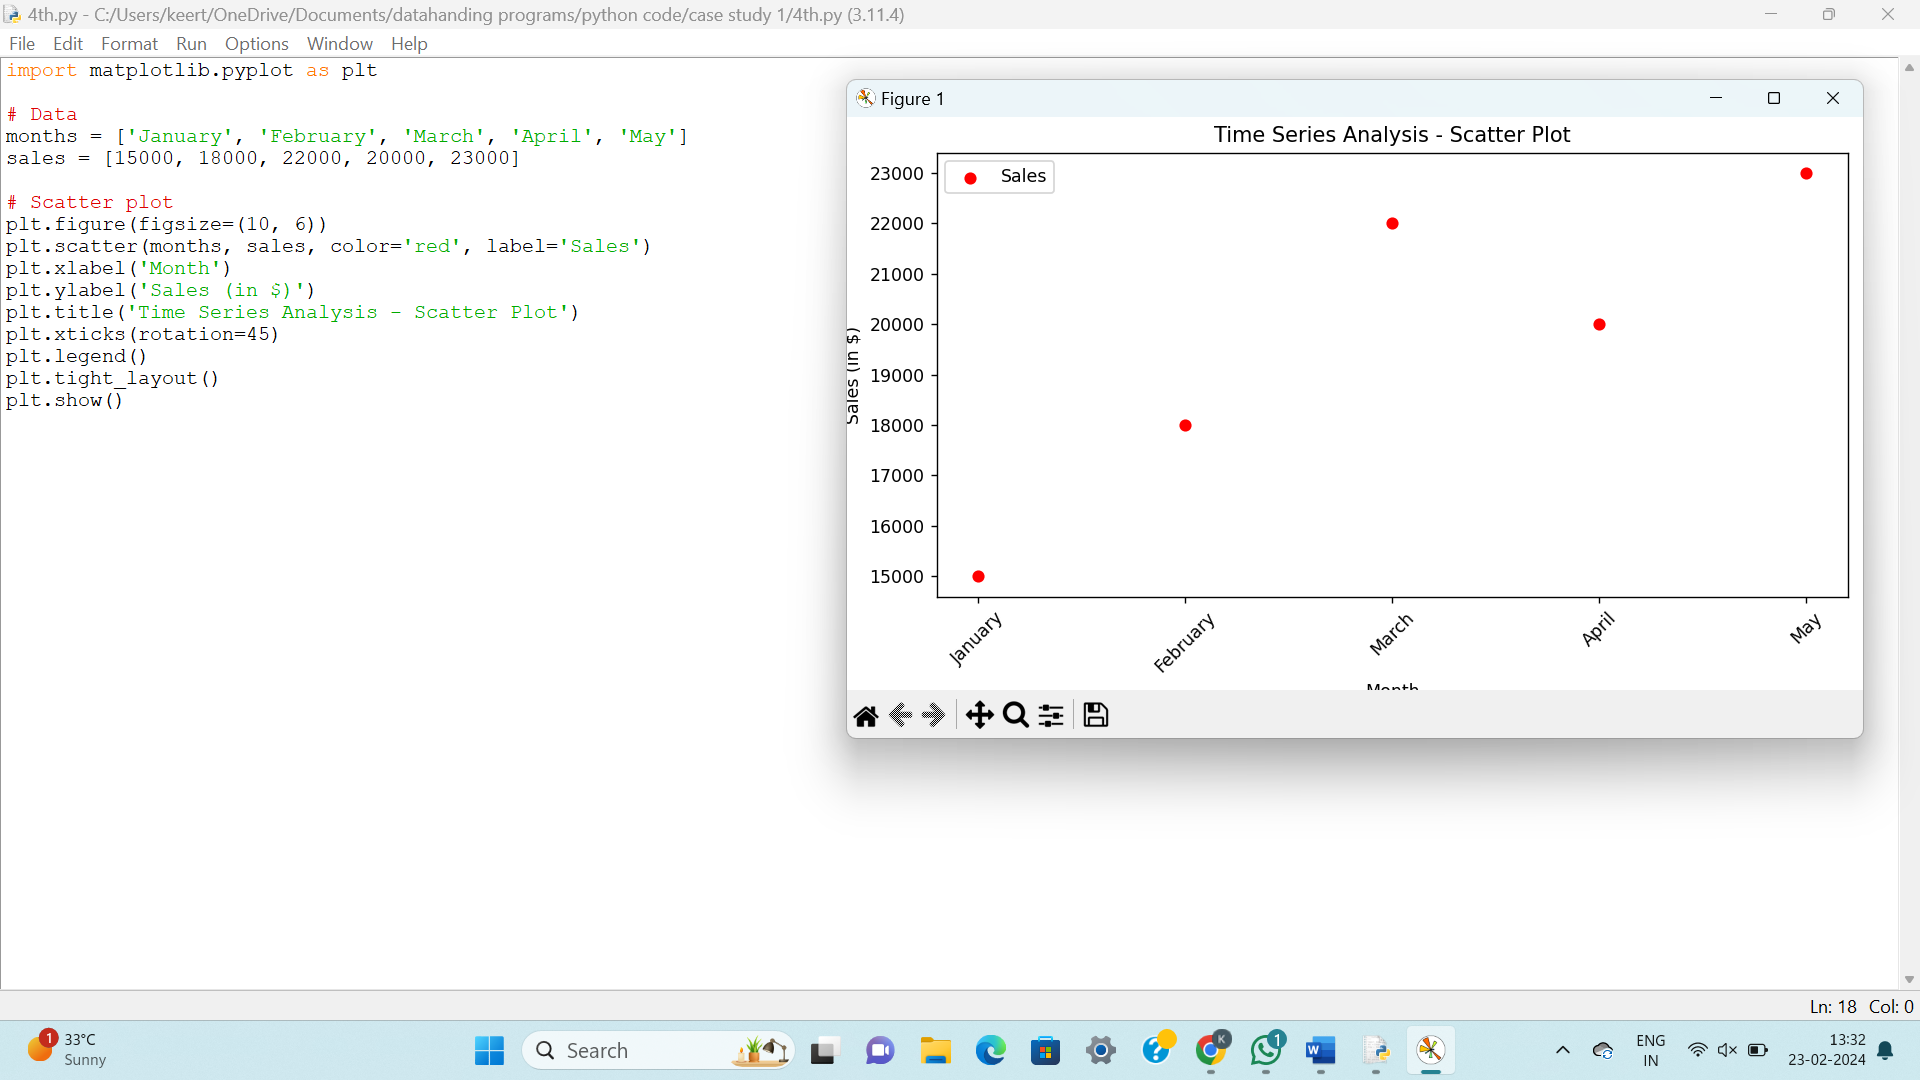 4th.py - C:/Users/keert/OneDrive/Documents/datahanding programs/python code/case study 1/4th.py (3.11.4)
File Edit Format Run Options Window Help
import matplotlib.pyplot as plt
# Data
months = ['January', 'February', 'March', 'April', 'May']
sales = [15000, 18000, 22000, 20000, 23000]
# Scatter plot
plt.figure(figsize=(10, 6))
plt.scatter(months, sales, color='red', label='Sales')
plt.xlabel('Month')
plt.ylabel('Sales (in $)')
plt.title('Time Series Analysis - Scatter Plot')
plt.xticks(rotation=45)
plt.legend()
plt.tight_layout()
plt.show()
Figure 1
Time Series Analysis - Scatter Plot
Sales
23000
22000
21000
20000
19000
18000
17000
16000
15000
Sales (in $)
January
February
March
April
May
Month
Ln: 18 Col: 0
1
33°C
Sunny
Search
K
1
W
ENG
IN
13:32
23-02-2024